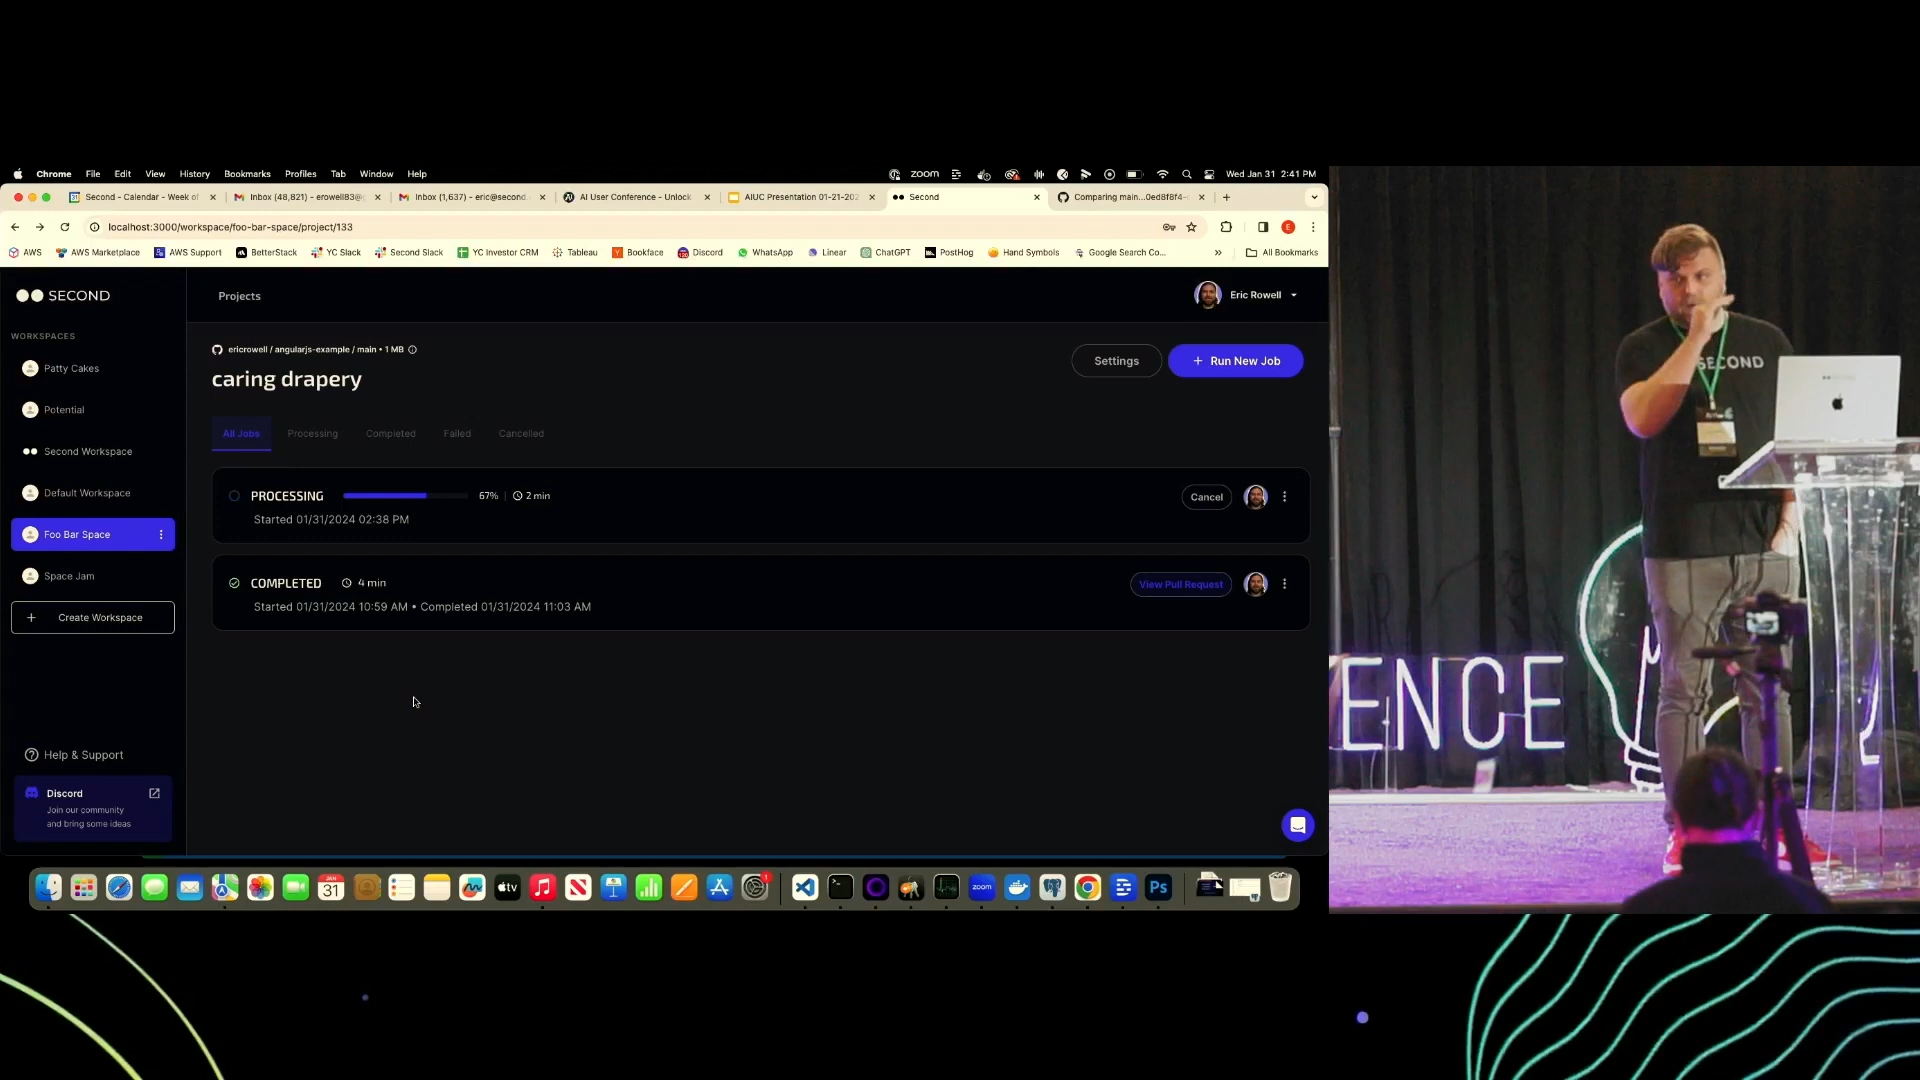 Chrome File Edit View History Bookmarks Profiles Tab Window Help
zoom
Wed Jan 31 2:41 PM
Second - Calendar - Week of
Inbox (48,821) - erowell83@
Inbox (1,637) - eric@second.
AI User Conference - Unlock
AIUC Presentation 01-21-202
Second
Comparing main...0ed8f8f4-
localhost:3000/workspace/foo-bar-space/project/133
E
AWS
AWS Marketplace
AWS Support
BetterStack
YC Slack
Second Slack
YC Investor CRM
Tableau
Bookface
Discord
WhatsApp
Linear
ChatGPT
PostHog
Hand Symbols
Google Search Co...
All Bookmarks
SECOND
Projects
Eric Rowell
WORKSPACES
Patty Cakes
Potential
Second Workspace
Default Workspace
Foo Bar Space
Space Jam
+ Create Workspace
Help & Support
Discord
Join our community
and bring some ideas
ericrowell / angularjs-example / main • 1 MB
caring drapery
Settings
+ Run New Job
All Jobs
Processing
Completed
Failed
Cancelled
PROCESSING
67% | 2 min
Cancel
Started 01/31/2024 02:38 PM
COMPLETED
4 min
View Pull Request
Started 01/31/2024 10:59 AM • Completed 01/31/2024 11:03 AM
JAN
31
tv
1
zoom
Ps
SECOND
ENCE